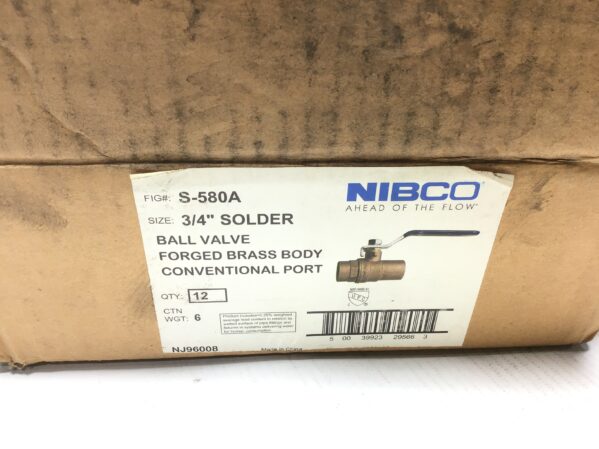 FIG#: S-580A
NIBCO
AHEAD OF THE FLOW
SIZE: 3/4" SOLDER
BALL VALVE
FORGED BRASS BODY
CONVENTIONAL PORT
QTY: 12
CTN
WGT: 6
5 00 39923 29566 3
NJ96008
Made in China